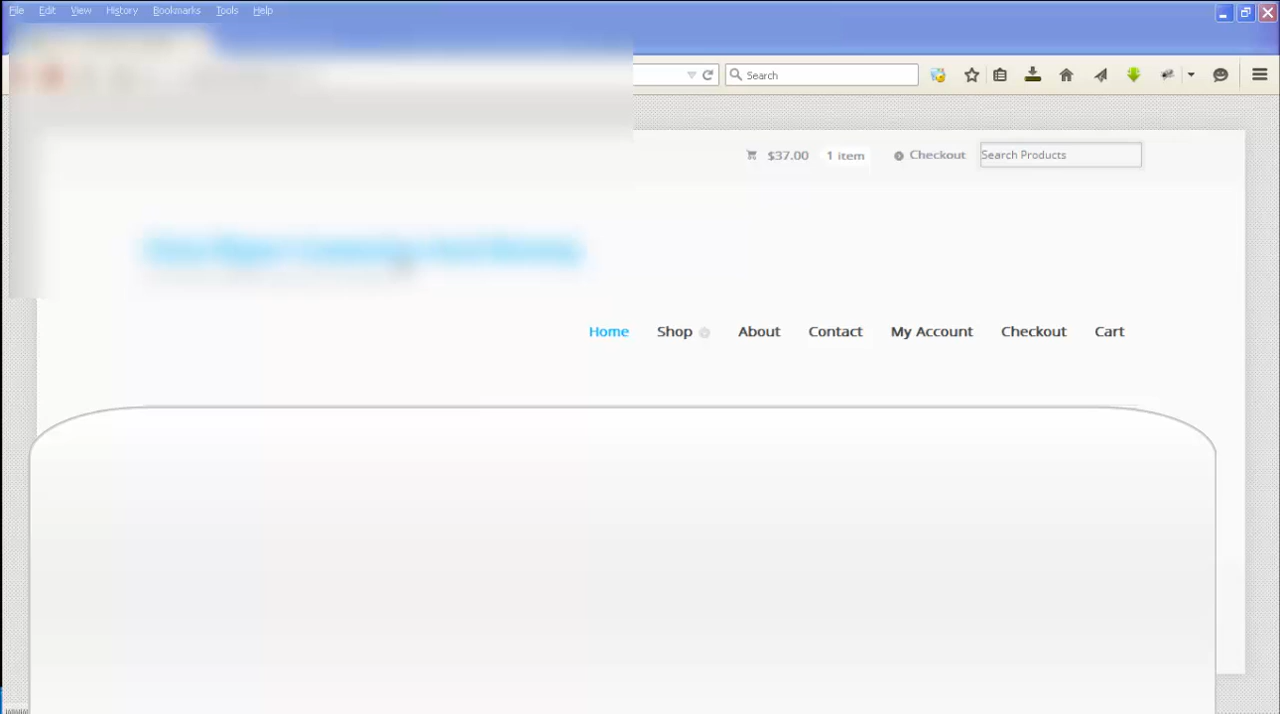 File Edit View History Bookmarks Tools Help
Search
$37.00 1 item Checkout Search Products
Home Shop About Contact My Account Checkout Cart